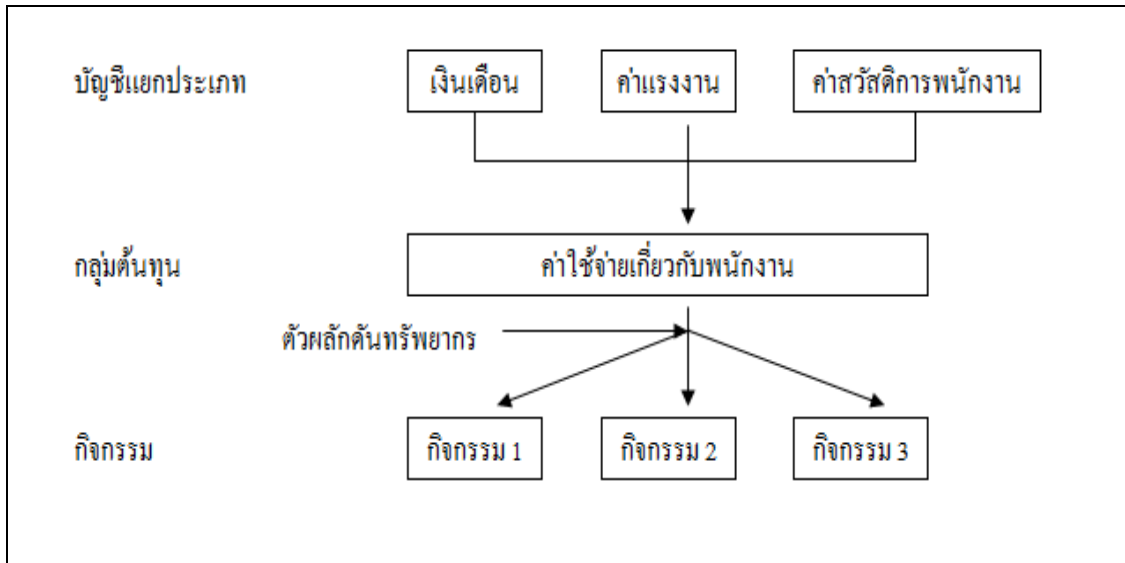 บัญชีแยกประเภท เงินเดือน ค่าแรงงาน ค่าสวัสดิการพนักงาน
กลุ่มต้นทุน ค่าใช้จ่ายเกี่ยวกับพนักงาน
ตัวผลักดันทรัพยากร
กิจกรรม กิจกรรม 1 กิจกรรม 2 กิจกรรม 3